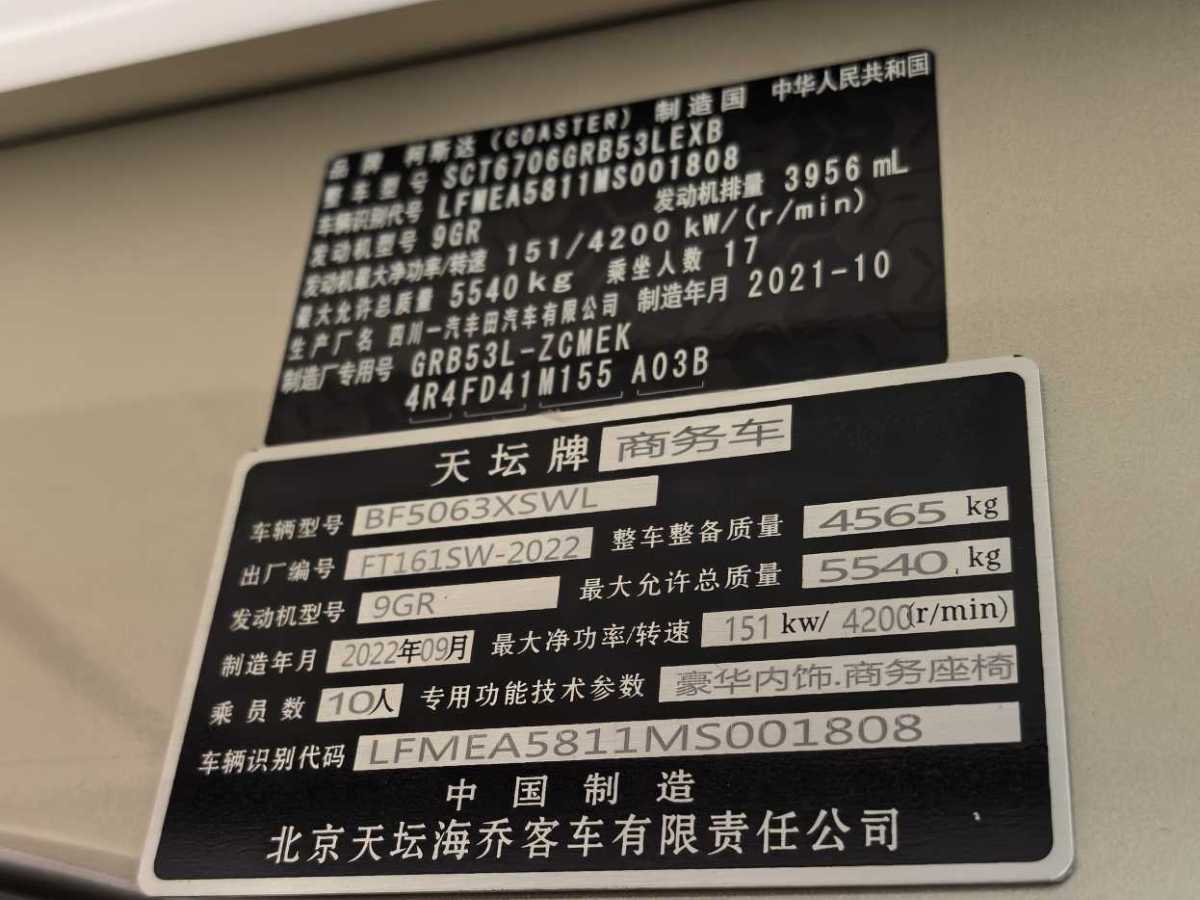 品牌 柯斯达 (COASTER) 制造国 中华人民共和国
整车型号 SCT6706GRB53LEXB
车辆识别代号 LFMEA5811MS001808
发动机型号 9GR 发动机排量 3956 mL
发动机最大净功率/转速 151/4200 kW/(r/min)
最大允许总质量 5540kg 乘坐人数 17
生产厂名 四川一汽丰田汽车有限公司 制造年月 2021-10
制造厂专用号 GRB53L-ZCMEK
4R4FD41M155 A03B
天坛牌 商务车
车辆型号 BF5063XSWL
出厂编号 FT161SW-2022 整车整备质量 4565 kg
发动机型号 9GR 最大允许总质量 5540 kg
制造年月 2022年09月 最大净功率/转速 151 kw/ 4200(r/min)
乘员数 10人 专用功能技术参数 豪华内饰.商务座椅
车辆识别代码 LFMEA5811MS001808
中国制造
北京天坛海乔客车有限责任公司